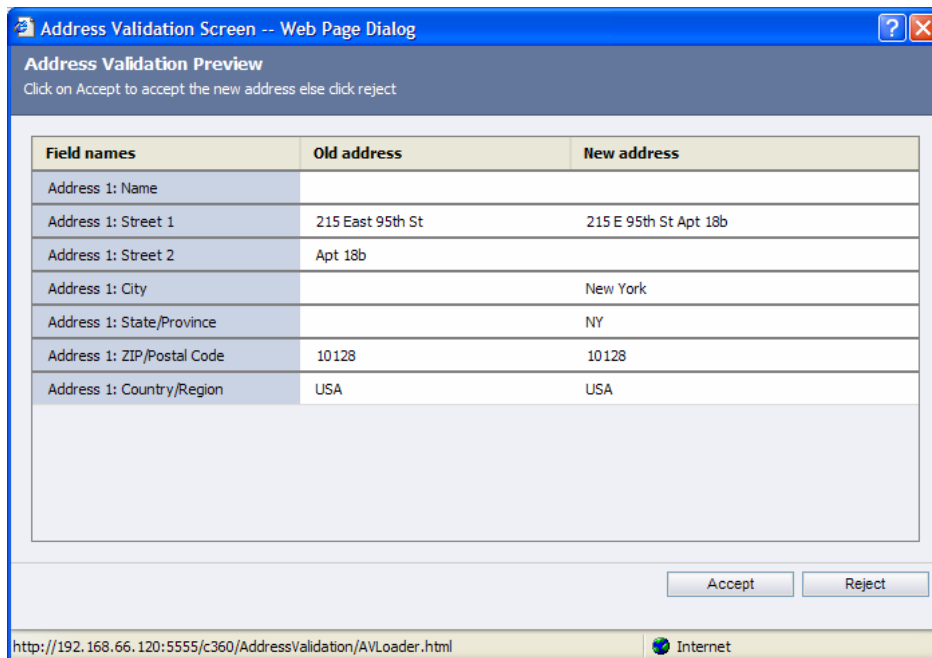 Address Validation Screen -- Web Page Dialog
Address Validation Preview
Click on Accept to accept the new address else click reject
Field names Old address New address
Address 1: Name
Address 1: Street 1 215 East 95th St 215 E 95th St Apt 18b
Address 1: Street 2 Apt 18b
Address 1: City New York
Address 1: State/Province NY
Address 1: ZIP/Postal Code 10128 10128
Address 1: Country/Region USA USA
Accept Reject
http://192.168.66.120:5555/c360/AddressValidation/AVLoader.html Internet